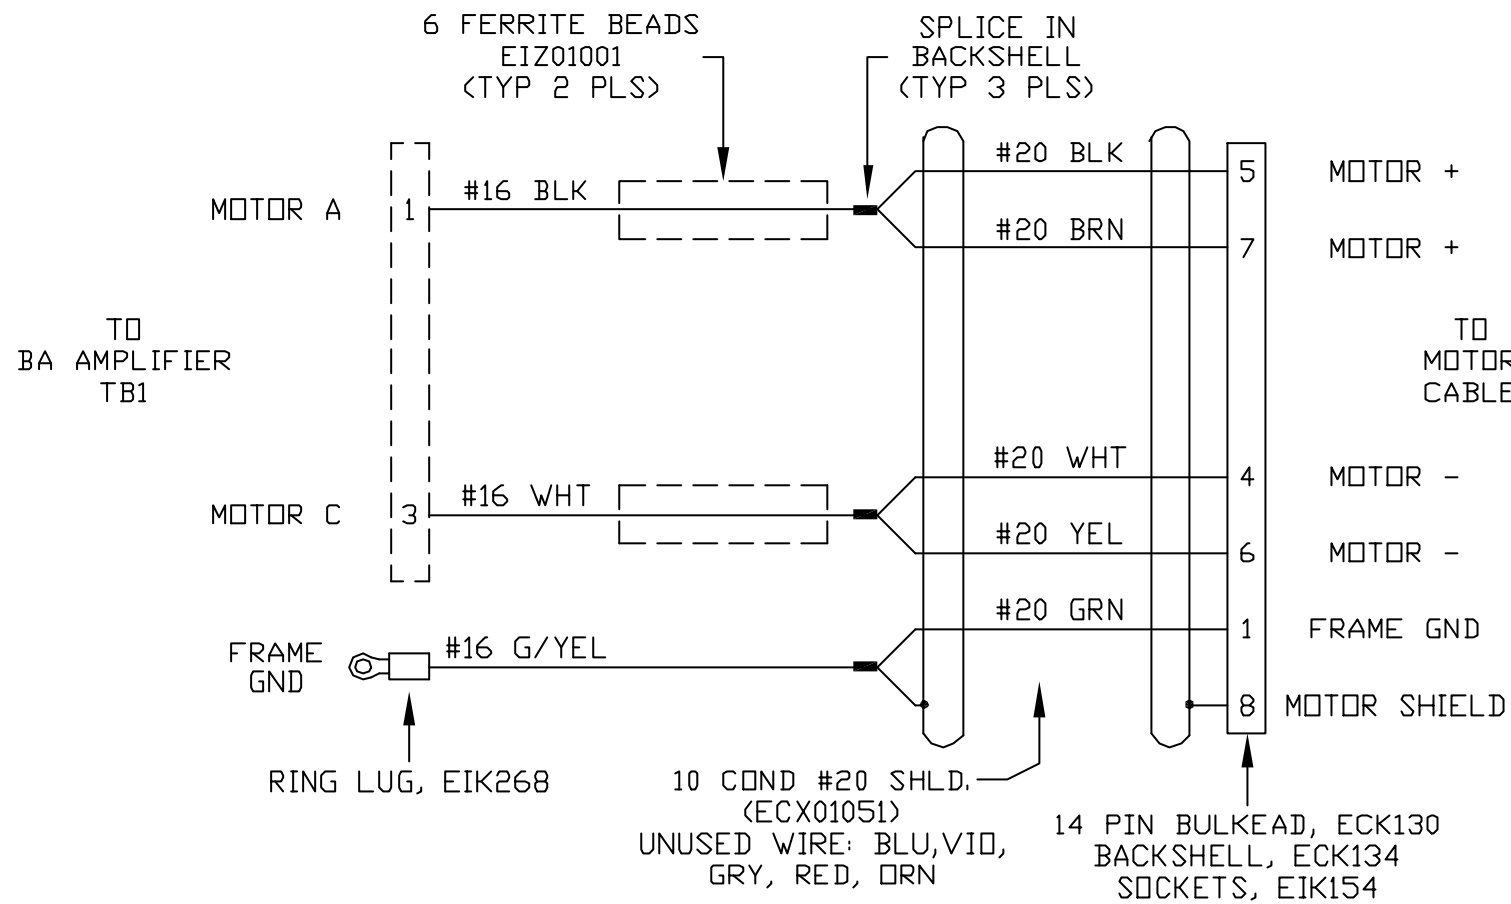 6 FERRITE BEADS
EIZ01001
(TYP 2 PLS)
SPLICE IN
BACKSHELL
(TYP 3 PLS)
#20 BLK
5
MOTOR +
#16 BLK
MOTOR A
1
#20 BRN
7
MOTOR +
TO
BA AMPLIFIER
TB1
TO
MOTOR
CABLE
#20 WHT
4
MOTOR -
#16 WHT
MOTOR C
3
#20 YEL
6
MOTOR -
#20 GRN
1
FRAME GND
FRAME
GND
#16 G/YEL
8
MOTOR SHIELD
RING LUG, EIK268
10 COND #20 SHLD.
(ECX01051)
UNUSED WIRE: BLU,VIO,
GRY, RED, ORN
14 PIN BULKEAD, ECK130
BACKSHELL, ECK134
SOCKETS, EIK154